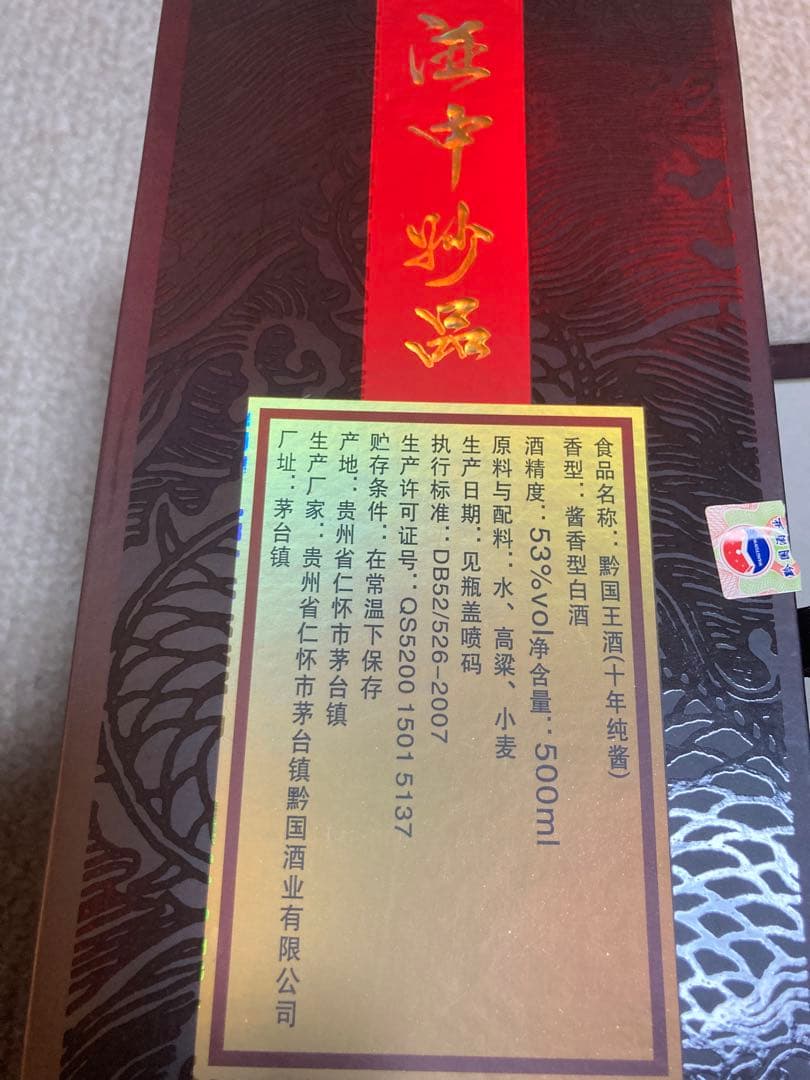 酒中妙品
食品名称：黔国王酒(十年纯酱)
香型：酱香型白酒
酒精度：53%vol净含量：500ml
原料与配料：水、高粱、小麦
生产日期：见瓶盖喷码
执行标准：DB52/526-2007
生产许可证号：QS5200 1501 5137
贮存条件：在常温下保存
产地：贵州省仁怀市茅台镇
生产厂家：贵州省仁怀市茅台镇黔国酒业有限公司
厂址：茅台镇
黔国酒业